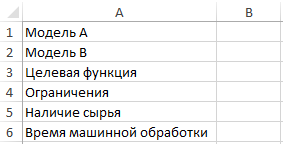 A B
1 Модель А
2 Модель В
3 Целевая функция
4 Ограничения
5 Наличие сырья
6 Время машинной обработки